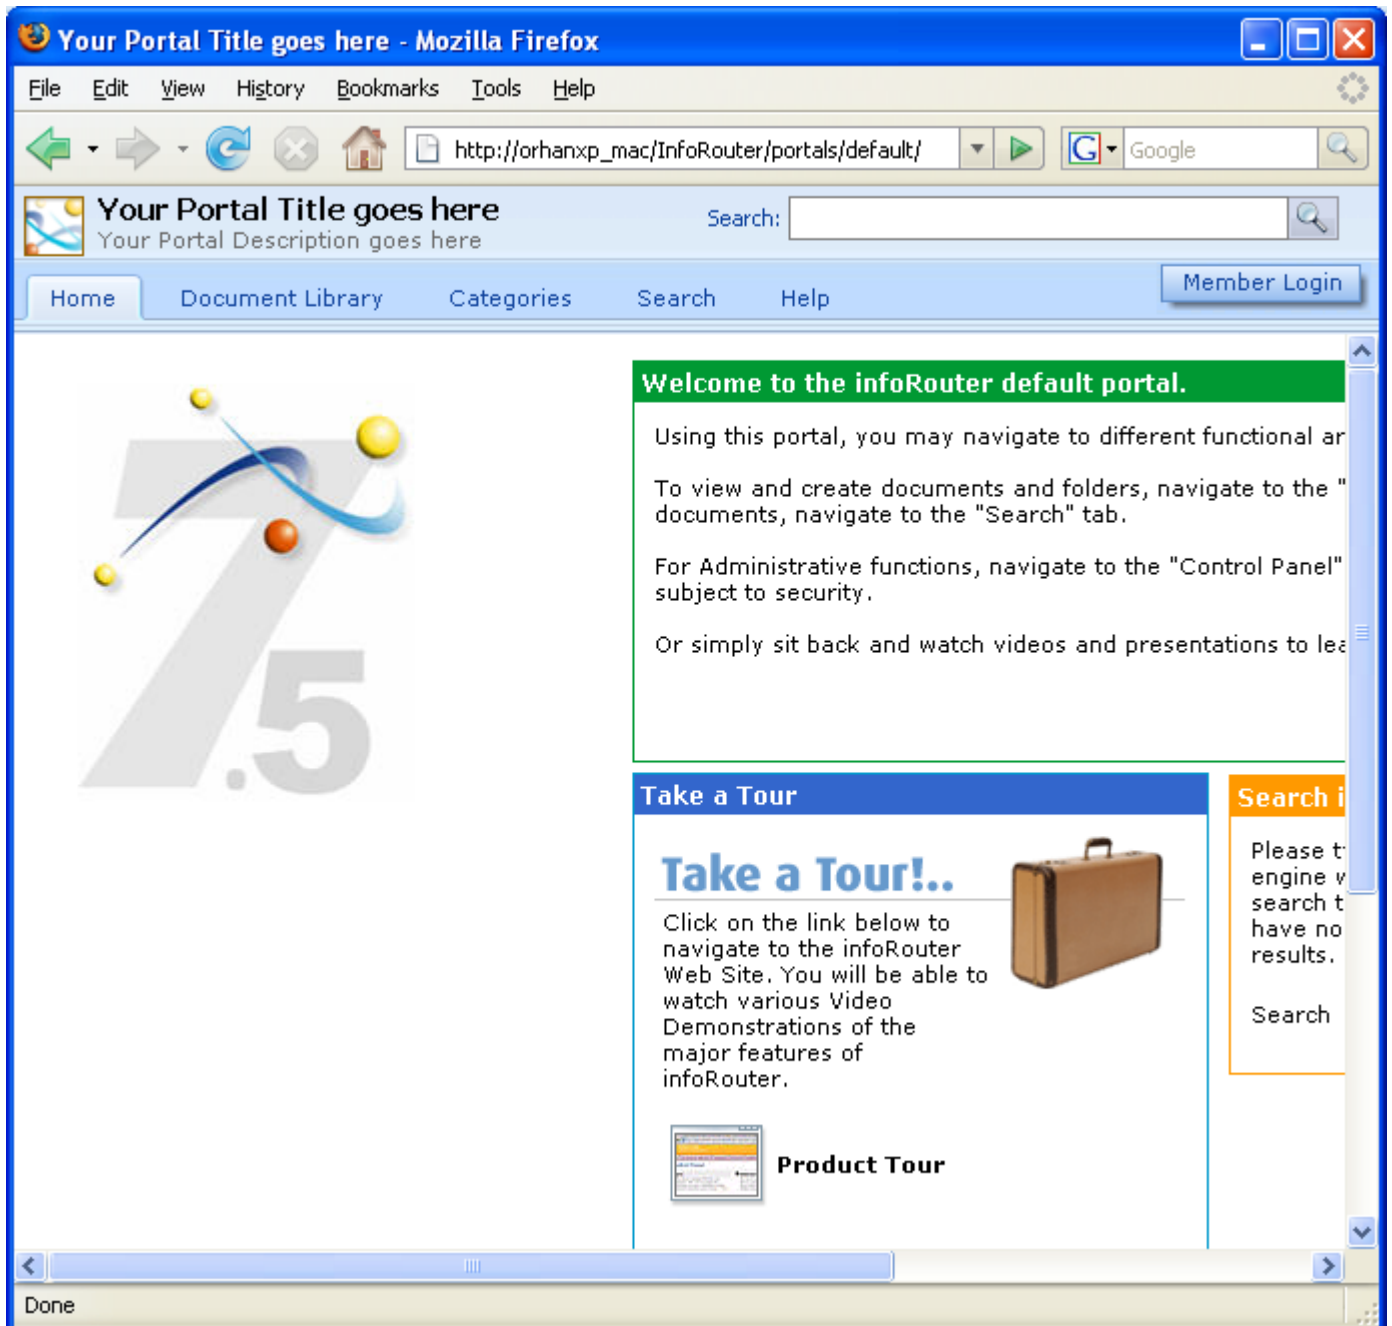 Your Portal Title goes here - Mozilla Firefox
File Edit View History Bookmarks Tools Help
http://orhanxp_mac/InfoRouter/portals/default/ G Google
Your Portal Title goes here
Your Portal Description goes here
Search:
Member Login
Home Document Library Categories Search Help
7.5
Welcome to the infoRouter default portal.
Using this portal, you may navigate to different functional ar
To view and create documents and folders, navigate to the "
documents, navigate to the "Search" tab.
For Administrative functions, navigate to the "Control Panel"
subject to security.
Or simply sit back and watch videos and presentations to lea
Take a Tour
Take a Tour!..
Click on the link below to
navigate to the infoRouter
Web Site. You will be able to
watch various Video
Demonstrations of the
major features of
infoRouter.
Product Tour
Search i
Please t
engine w
search t
have no
results.
Search
Done